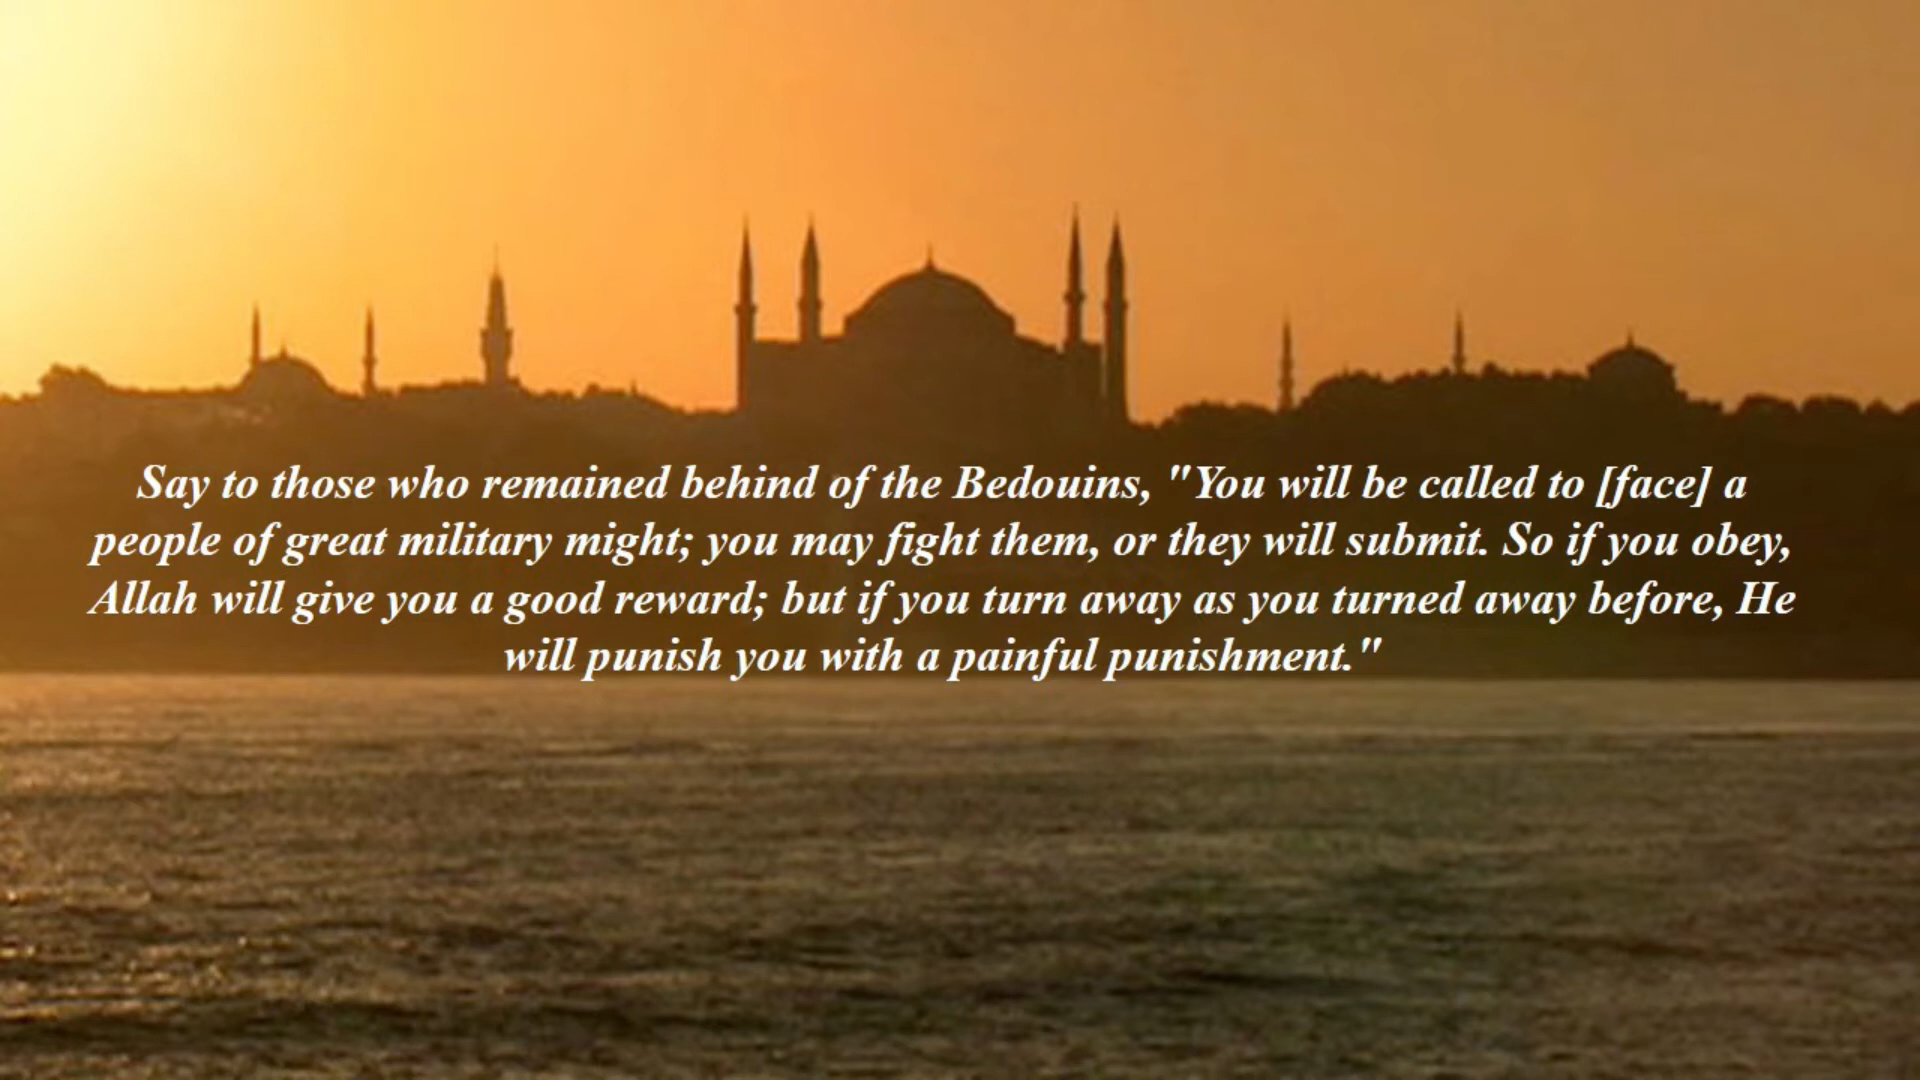 Say to those who remained behind of the Bedouins, "You will be called to [face] a
people of great military might; you may fight them, or they will submit. So if you obey,
Allah will give you a good reward; but if you turn away as you turned away before, He
will punish you with a painful punishment."